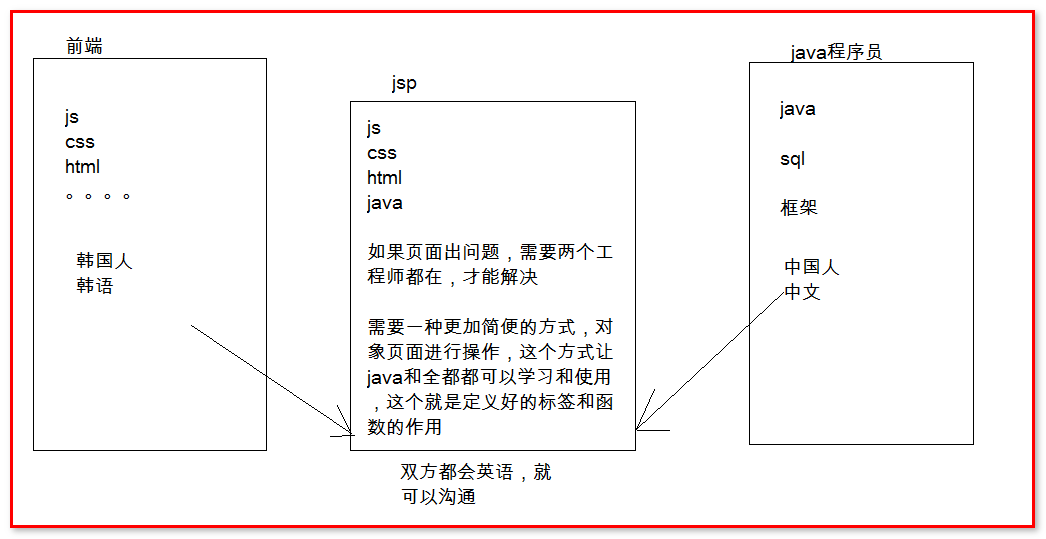 前端
js
css
html
。。。。
韩国人
韩语
jsp
js
css
html
java
如果页面出问题，需要两个工
程师都在，才能解决
需要一种更加简便的方式，对
象页面进行操作，这个方式让
java和全都都可以学习和使用
，这个就是定义好的标签和函
数的作用
双方都会英语，就
可以沟通
java程序员
java
sql
框架
中国人
中文